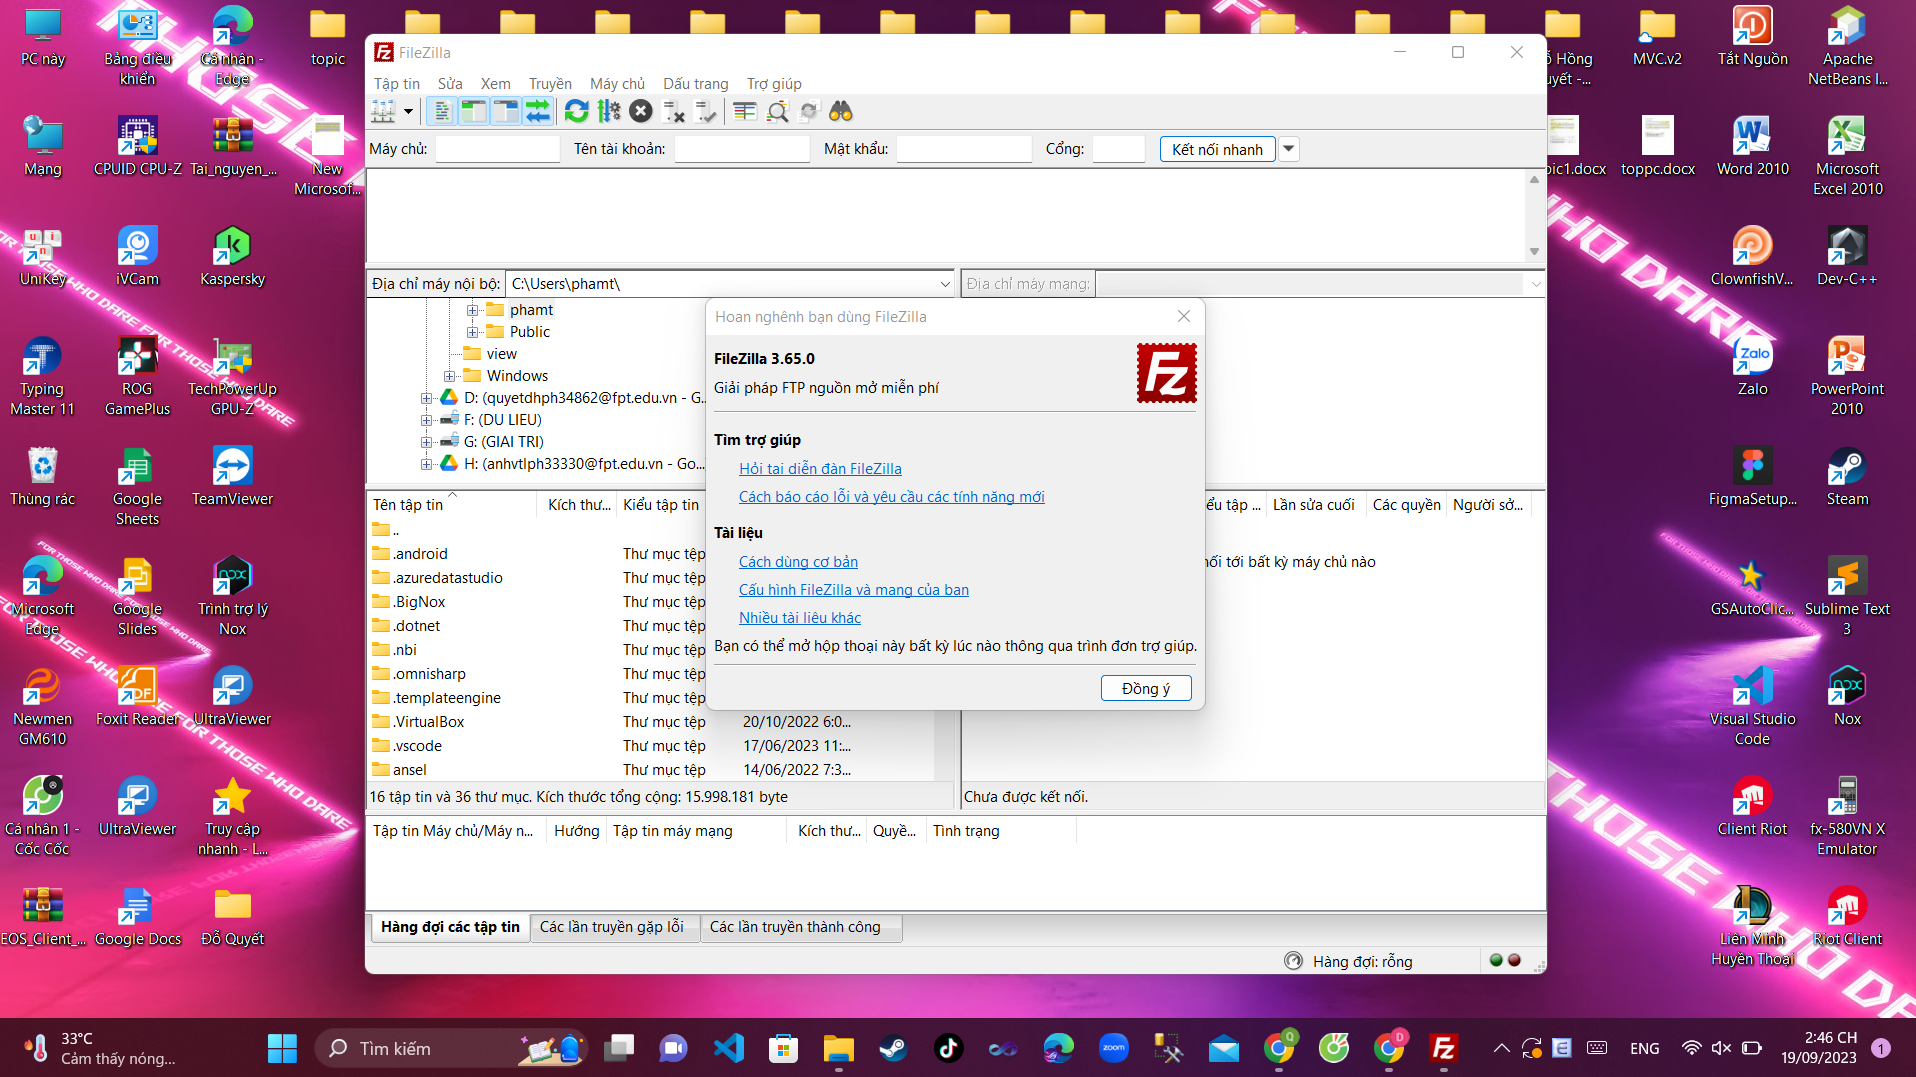 PC này
Bảng điều khiển
Cá nhân - Edge
topic
Mạng
CPUID CPU-Z
Tai_nguyen_...
New Microsof...
UniKey
iVCam
Kaspersky
Typing Master 11
ROG GamePlus
TechPowerUp GPU-Z
Thùng rác
Google Sheets
TeamViewer
Microsoft Edge
Google Slides
Trình trợ lý Nox
Newmen GM610
Foxit Reader
UltraViewer
Cá nhân 1 - Cốc Cốc
UltraViewer
Truy cập nhanh - L...
EOS_Client_...
Google Docs
Đỗ Quyết
FileZilla
Tập tin Sửa Xem Truyền Máy chủ Dấu trang Trợ giúp
Máy chủ: Tên tài khoản: Mật khẩu: Cổng: Kết nối nhanh
Địa chỉ máy nội bộ: C:\Users\phamt\
Địa chỉ máy mạng:
phamt
Public
view
Windows
D: (quyetdhph34862@fpt.edu.vn - G...
F: (DU LIEU)
G: (GIAI TRI)
H: (anhvtlph33330@fpt.edu.vn - Go...
Tên tập tin Kích thư... Kiểu tập tin
..
.android Thư mục tệp
.azuredatastudio Thư mục tệp
.BigNox Thư mục tệp
.dotnet Thư mục tệp
.nbi Thư mục tệp
.omnisharp Thư mục tệp
.templateengine Thư mục tệp
.VirtualBox Thư mục tệp 20/10/2022 6:0...
.vscode Thư mục tệp 17/06/2023 11:...
ansel Thư mục tệp 14/06/2022 7:3...
16 tập tin và 36 thư mục. Kích thước tổng cộng: 15.998.181 byte
Hoan nghênh bạn dùng FileZilla
FileZilla 3.65.0
Giải pháp FTP nguồn mở miễn phí
Tìm trợ giúp
Hỏi tại diễn đàn FileZilla
Cách báo cáo lỗi và yêu cầu các tính năng mới
Tài liệu
Cách dùng cơ bản
Cấu hình FileZilla và mạng của bạn
Nhiều tài liệu khác
Bạn có thể mở hộp thoại này bất kỳ lúc nào thông qua trình đơn trợ giúp.
Đồng ý
ểu tập ... Lần sửa cuối Các quyền Người sở...
nối tới bất kỳ máy chủ nào
Chưa được kết nối.
Tập tin Máy chủ/Máy n... Hướng Tập tin máy mạng Kích thư... Quyề... Tình trạng
Hàng đợi các tập tin Các lần truyền gặp lỗi Các lần truyền thành công
Hàng đợi: rỗng
Hồng
MVC.v2
Tắt Nguồn
Apache NetBeans I...
toppc.docx
Word 2010
Microsoft Excel 2010
ClownfishV...
Dev-C++
Zalo
PowerPoint 2010
FigmaSetup...
Steam
GSAutoClic...
Sublime Text 3
Visual Studio Code
Nox
Client Riot
fx-580VN X Emulator
Liên Minh Huyền Thoại
Riot Client
FOR THOSE WHO DARE
33°C
Cảm thấy nóng...
Tìm kiếm
zoom
ENG
2:46 CH
19/09/2023
1